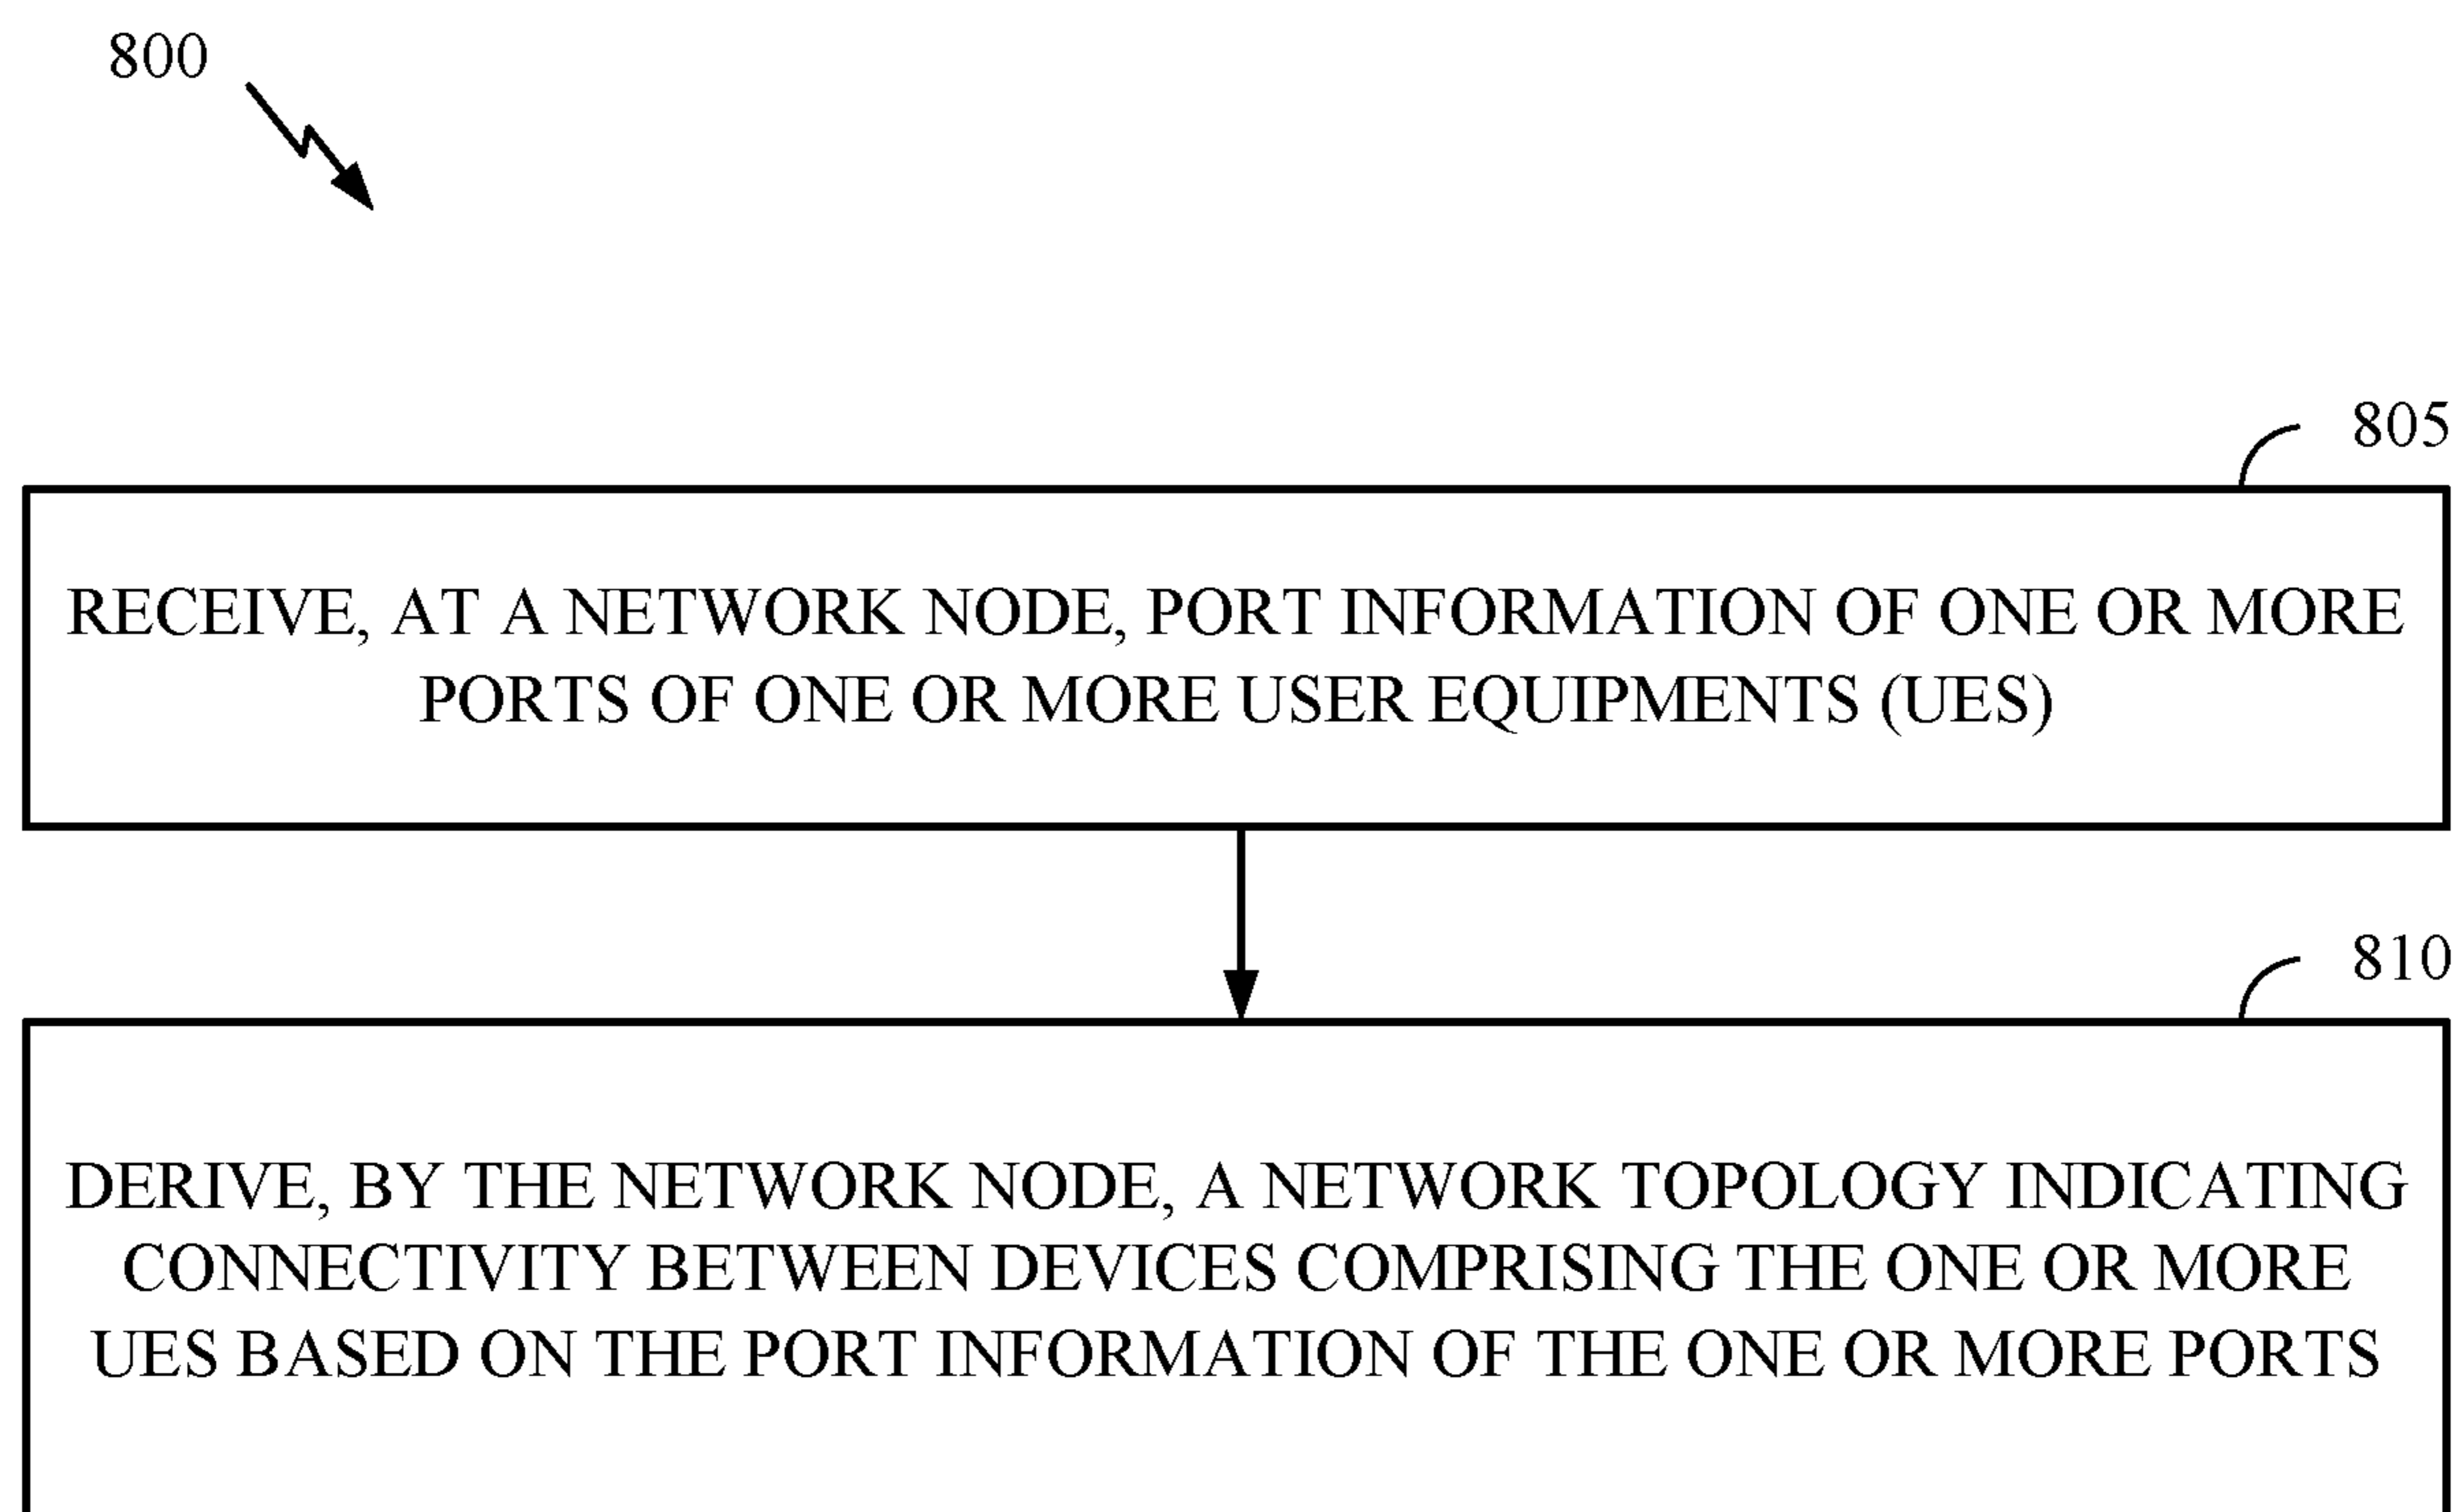 800
805
RECEIVE, AT A NETWORK NODE, PORT INFORMATION OF ONE OR MORE
PORTS OF ONE OR MORE USER EQUIPMENTS (UES)
810
DERIVE, BY THE NETWORK NODE, A NETWORK TOPOLOGY INDICATING
CONNECTIVITY BETWEEN DEVICES COMPRISING THE ONE OR MORE
UES BASED ON THE PORT INFORMATION OF THE ONE OR MORE PORTS